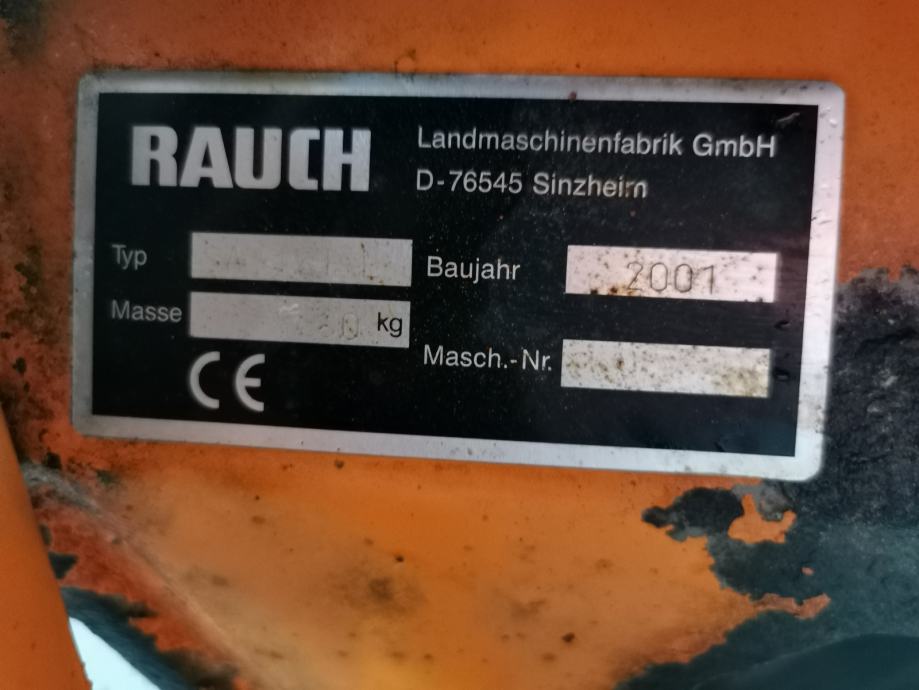 RAUCH
Landmaschinenfabrik GmbH
D-76545 Sinzheim
Typ
Baujahr 2001
Masse kg
Masch.-Nr.
CE